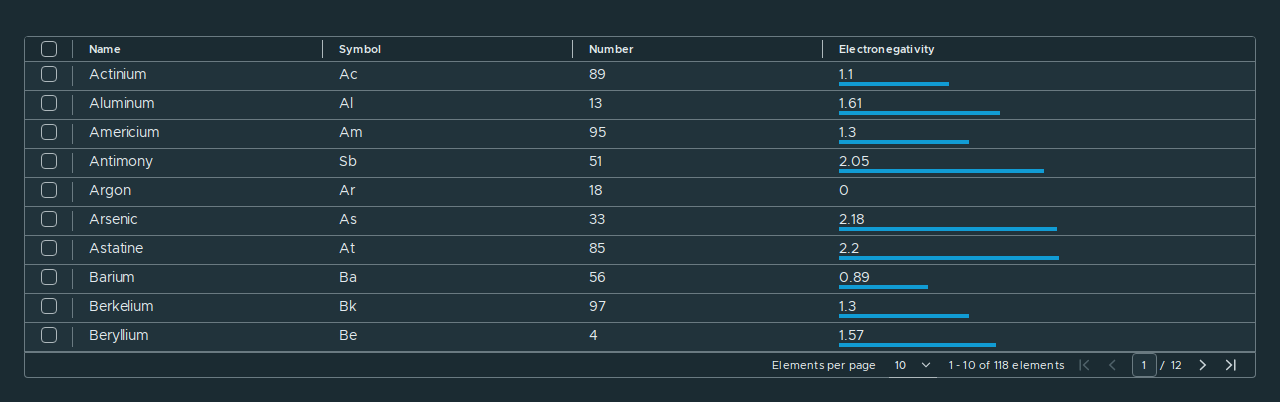 Name Symbol Number Electronegativity
Actinium Ac 89 1.1
Aluminum Al 13 1.61
Americium Am 95 1.3
Antimony Sb 51 2.05
Argon Ar 18 0
Arsenic As 33 2.18
Astatine At 85 2.2
Barium Ba 56 0.89
Berkelium Bk 97 1.3
Beryllium Be 4 1.57
Elements per page 10 1 - 10 of 118 elements 1 / 12